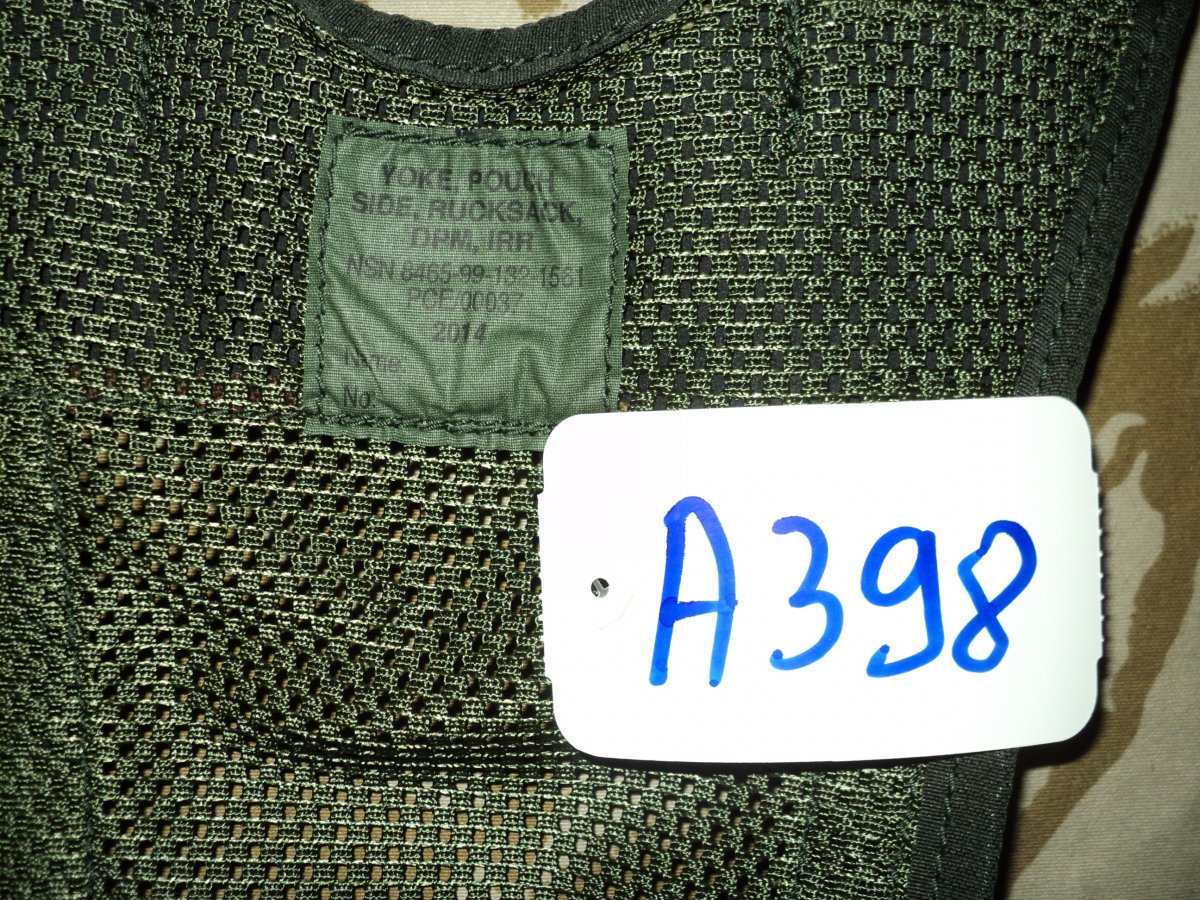 YOKE, POUCH
SIDE, RUCKSACK,
DPM, IRR
NSN 8465-99-132-1561
PCE/00037
2014
Name:
No:
A398